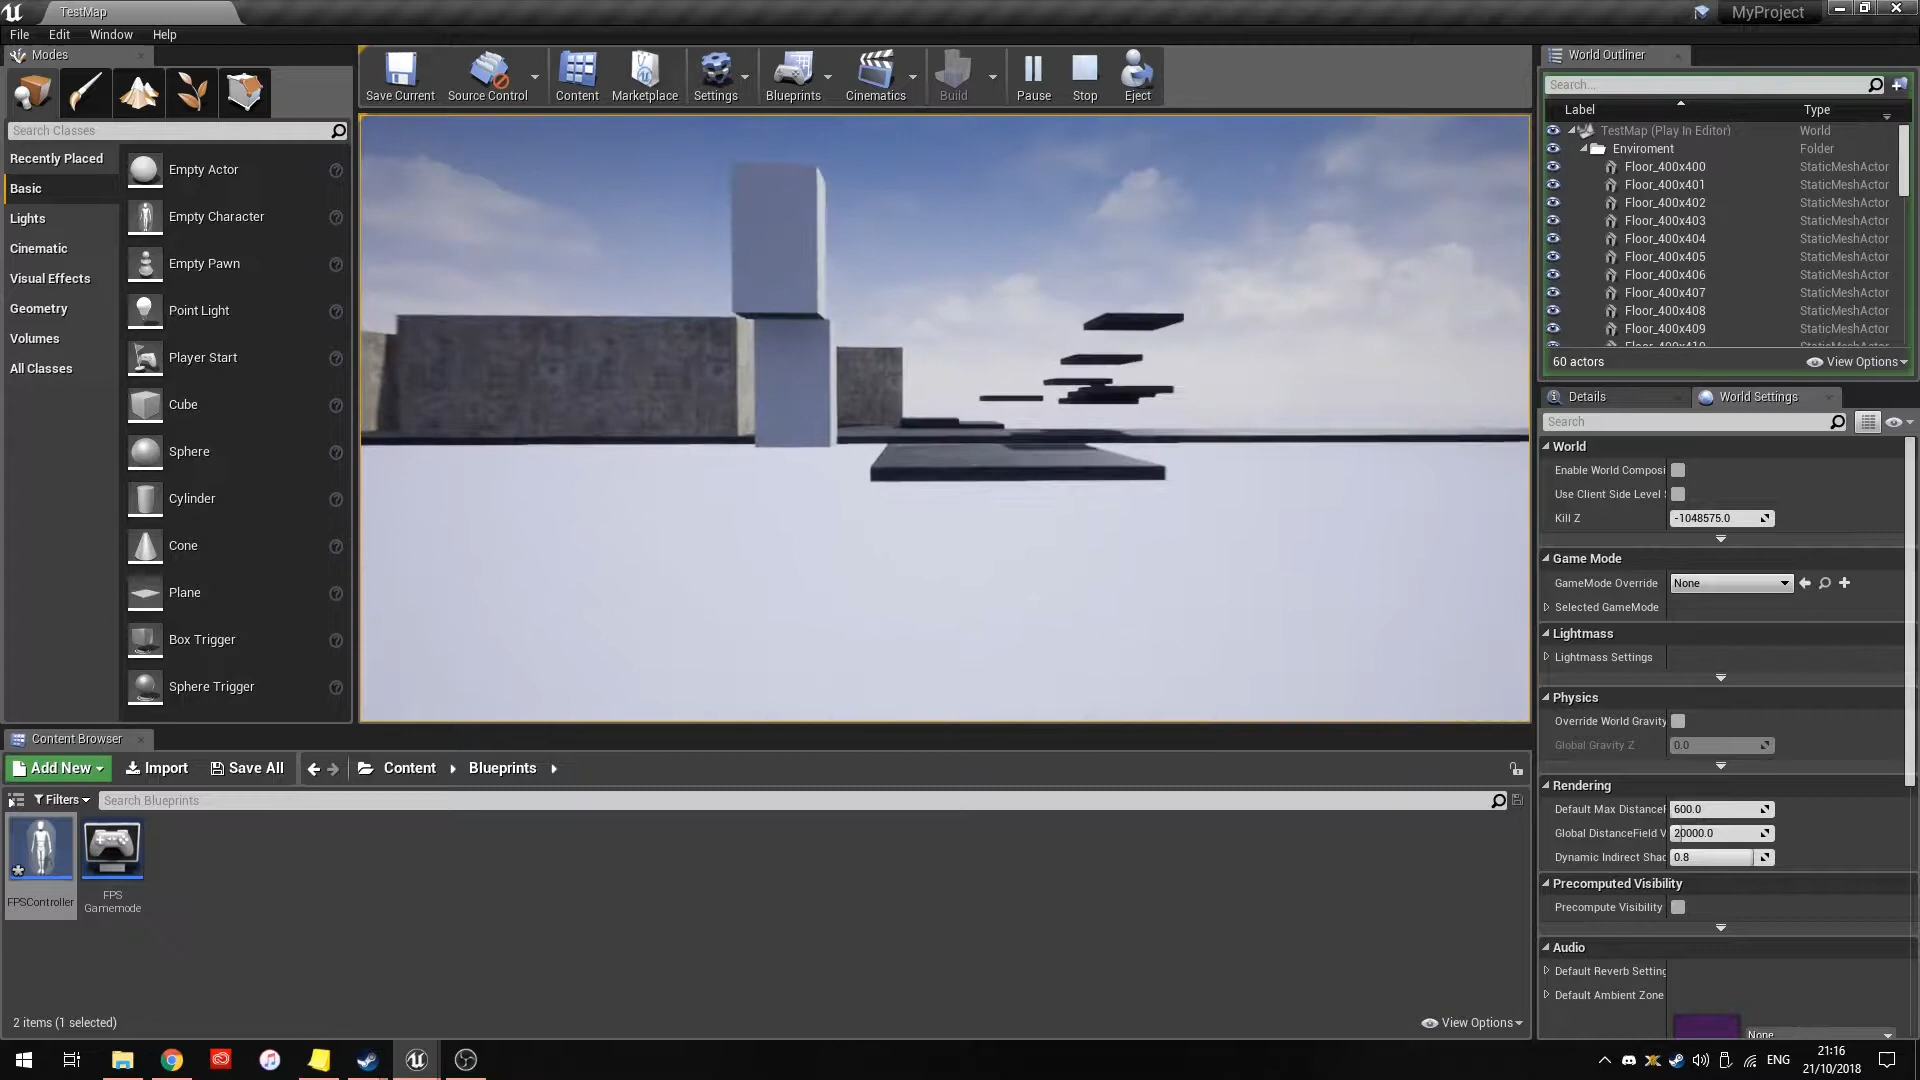 TestMap
MyProject
File Edit Window Help
Modes
Save Current
Source Control
Content
Marketplace
Settings
Blueprints
Cinematics
Build
Pause
Stop
Eject
Search Classes
Recently Placed
Basic
Lights
Cinematic
Visual Effects
Geometry
Volumes
All Classes
Empty Actor
Empty Character
Empty Pawn
Point Light
Player Start
Cube
Sphere
Cylinder
Cone
Plane
Box Trigger
Sphere Trigger
World Outliner
Search...
Label Type
TestMap (Play In Editor) World
Enviroment Folder
Floor_400x400 StaticMeshActor
Floor_400x401 StaticMeshActor
Floor_400x402 StaticMeshActor
Floor_400x403 StaticMeshActor
Floor_400x404 StaticMeshActor
Floor_400x405 StaticMeshActor
Floor_400x406 StaticMeshActor
Floor_400x407 StaticMeshActor
Floor_400x408 StaticMeshActor
Floor_400x409 StaticMeshActor
60 actors View Options
Details World Settings
Search
World
Enable World Composi
Use Client Side Level
Kill Z -1048575.0
Game Mode
GameMode Override None
Selected GameMode
Lightmass
Lightmass Settings
Physics
Override World Gravity
Global Gravity Z 0.0
Rendering
Default Max DistanceF 600.0
Global DistanceField V 20000.0
Dynamic Indirect Shac 0.8
Precomputed Visibility
Precompute Visibility
Audio
Default Reverb Setting
Default Ambient Zone
None
Content Browser
Add New Import Save All Content Blueprints
Filters Search Blueprints
FPSController
FPS
Gamemode
2 items (1 selected) View Options
ENG
21:16
21/10/2018